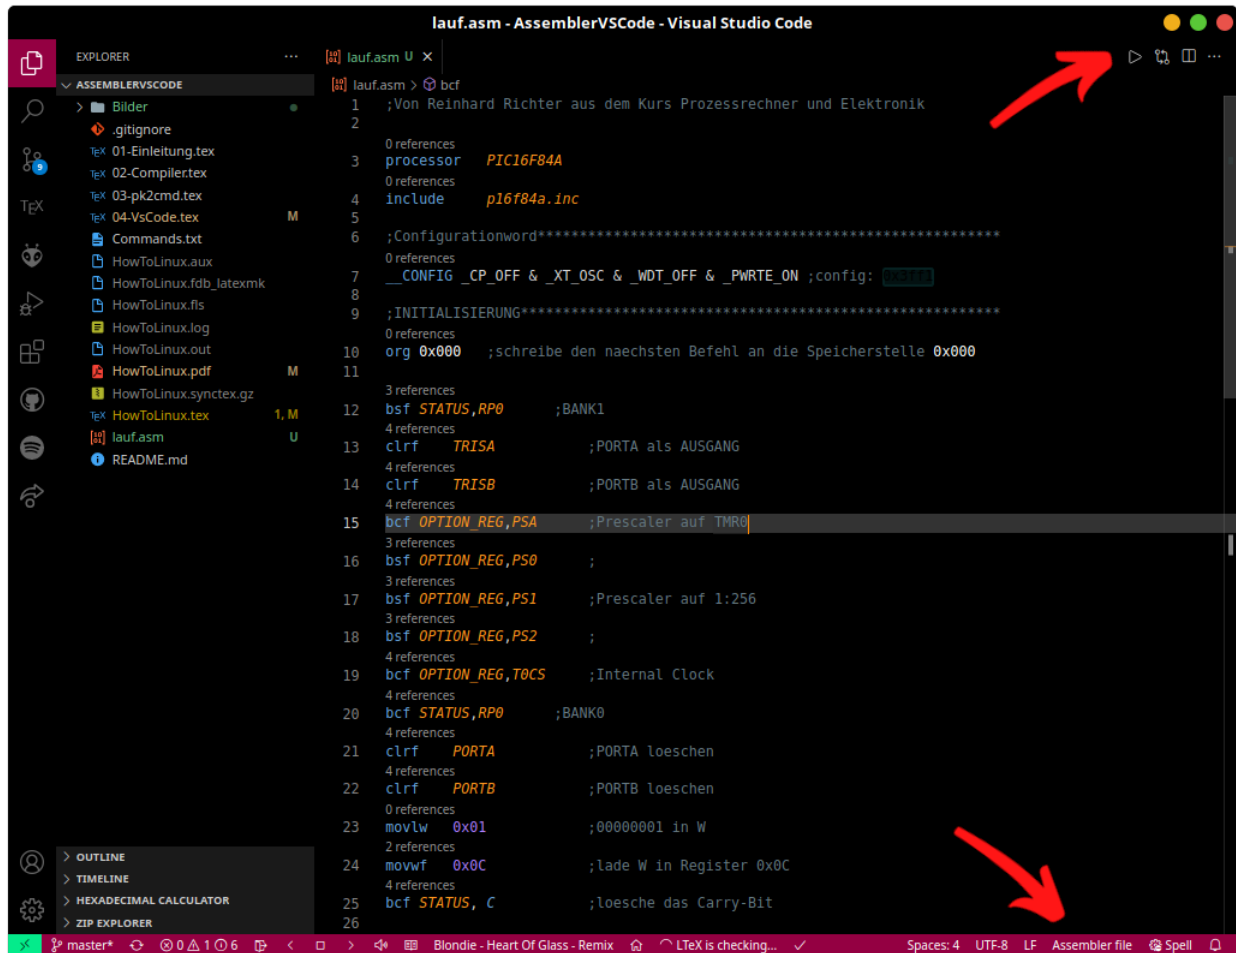 lauf.asm - AssemblerVSCode - Visual Studio Code
EXPLORER
ASSEMBLERVSCODE
Bilder
.gitignore
TEX 01-Einleitung.tex
TEX 02-Compiler.tex
TEX 03-pk2cmd.tex
TEX 04-VsCode.tex M
Commands.txt
HowToLinux.aux
HowToLinux.fdb_latexmk
HowToLinux.fls
HowToLinux.log
HowToLinux.out
HowToLinux.pdf M
HowToLinux.synctex.gz
TEX HowToLinux.tex 1, M
lauf.asm U
README.md
OUTLINE
TIMELINE
HEXADECIMAL CALCULATOR
ZIP EXPLORER
9
TEX
lauf.asm U
lauf.asm > bcf
1 ;Von Reinhard Richter aus dem Kurs Prozessrechner und Elektronik
2
0 references
3 processor PIC16F84A
0 references
4 include p16f84a.inc
5
6 ;Configurationword*******************************************************
0 references
7 __CONFIG _CP_OFF & _XT_OSC & _WDT_OFF & _PWRTE_ON ;config:
8
9 ;INITIALISIERUNG*********************************************************
0 references
10 org 0x000 ;schreibe den naechsten Befehl an die Speicherstelle 0x000
11
3 references
12 bsf STATUS,RP0 ;BANK1
4 references
13 clrf TRISA ;PORTA als AUSGANG
4 references
14 clrf TRISB ;PORTB als AUSGANG
4 references
15 bcf OPTION_REG,PSA ;Prescaler auf TMR0
3 references
16 bsf OPTION_REG,PS0 ;
3 references
17 bsf OPTION_REG,PS1 ;Prescaler auf 1:256
3 references
18 bsf OPTION_REG,PS2 ;
4 references
19 bcf OPTION_REG,T0CS ;Internal Clock
4 references
20 bcf STATUS,RP0 ;BANK0
4 references
21 clrf PORTA ;PORTA loeschen
4 references
22 clrf PORTB ;PORTB loeschen
0 references
23 movlw 0x01 ;00000001 in W
2 references
24 movwf 0x0C ;lade W in Register 0x0C
4 references
25 bcf STATUS, C ;loesche das Carry-Bit
26
master* 0 1 6 Blondie - Heart Of Glass - Remix LTeX is checking... Spaces: 4 UTF-8 LF Assembler file Spell